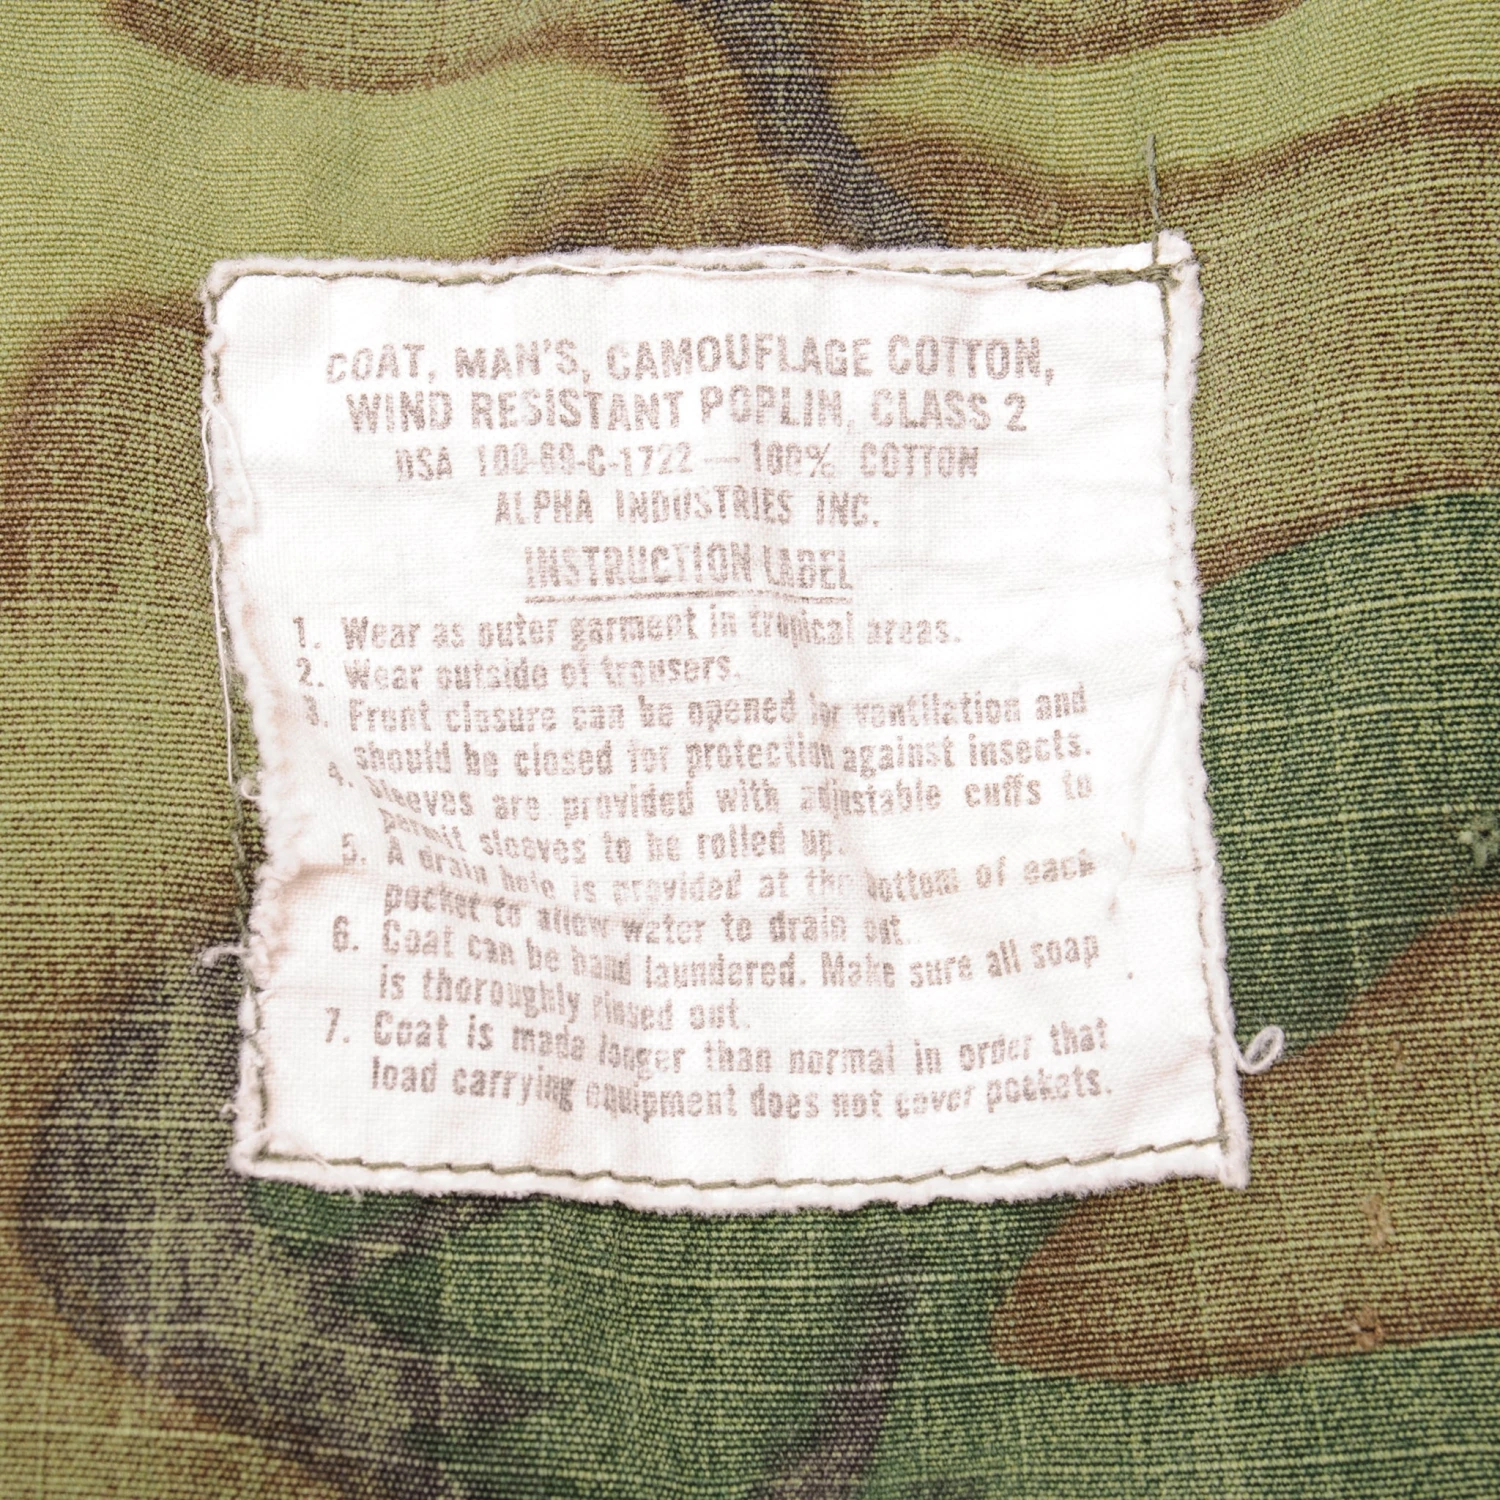 COAT, MAN'S, CAMOUFLAGE COTTON,
WIND RESISTANT POPLIN, CLASS 2
DSA 100-69-C-1722 — 100% COTTON
ALPHA INDUSTRIES INC.
INSTRUCTION LABEL
1. Wear as outer garment in tropical areas.
2. Wear outside of trousers.
3. Front closure can be opened for ventilation and
should be closed for protection against insects.
4. Sleeves are provided with adjustable cuffs to
permit sleeves to be rolled up.
5. A drain hole is provided at the bottom of each
pocket to allow water to drain out.
6. Coat can be hand laundered. Make sure all soap
is thoroughly rinsed out.
7. Coat is made longer than normal in order that
load carrying equipment does not cover pockets.